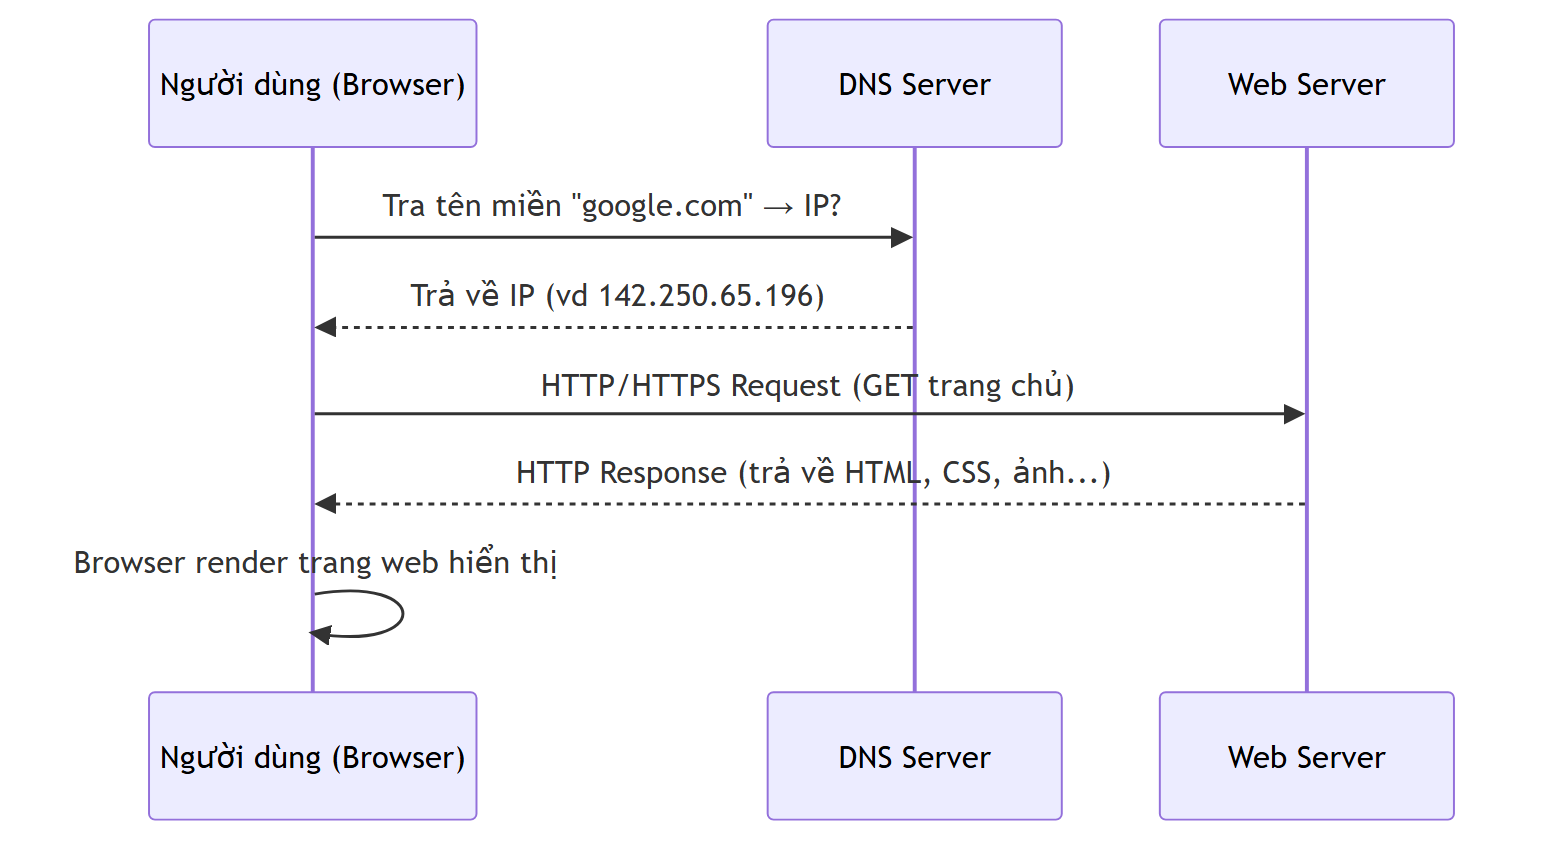 Người dùng (Browser)
DNS Server
Web Server
Tra tên miền "google.com" → IP?
Trả về IP (vd 142.250.65.196)
HTTP/HTTPS Request (GET trang chủ)
HTTP Response (trả về HTML, CSS, ảnh...)
Browser render trang web hiển thị
Người dùng (Browser)
DNS Server
Web Server